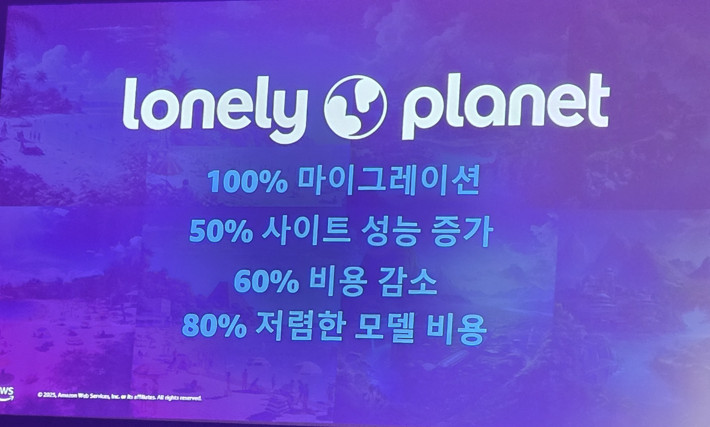 lonely planet
100% 마이그레이션
50% 사이트 성능 증가
60% 비용 감소
80% 저렴한 모델 비용
© 2025, Amazon Web Services, Inc. or its affiliates. All rights reserved.